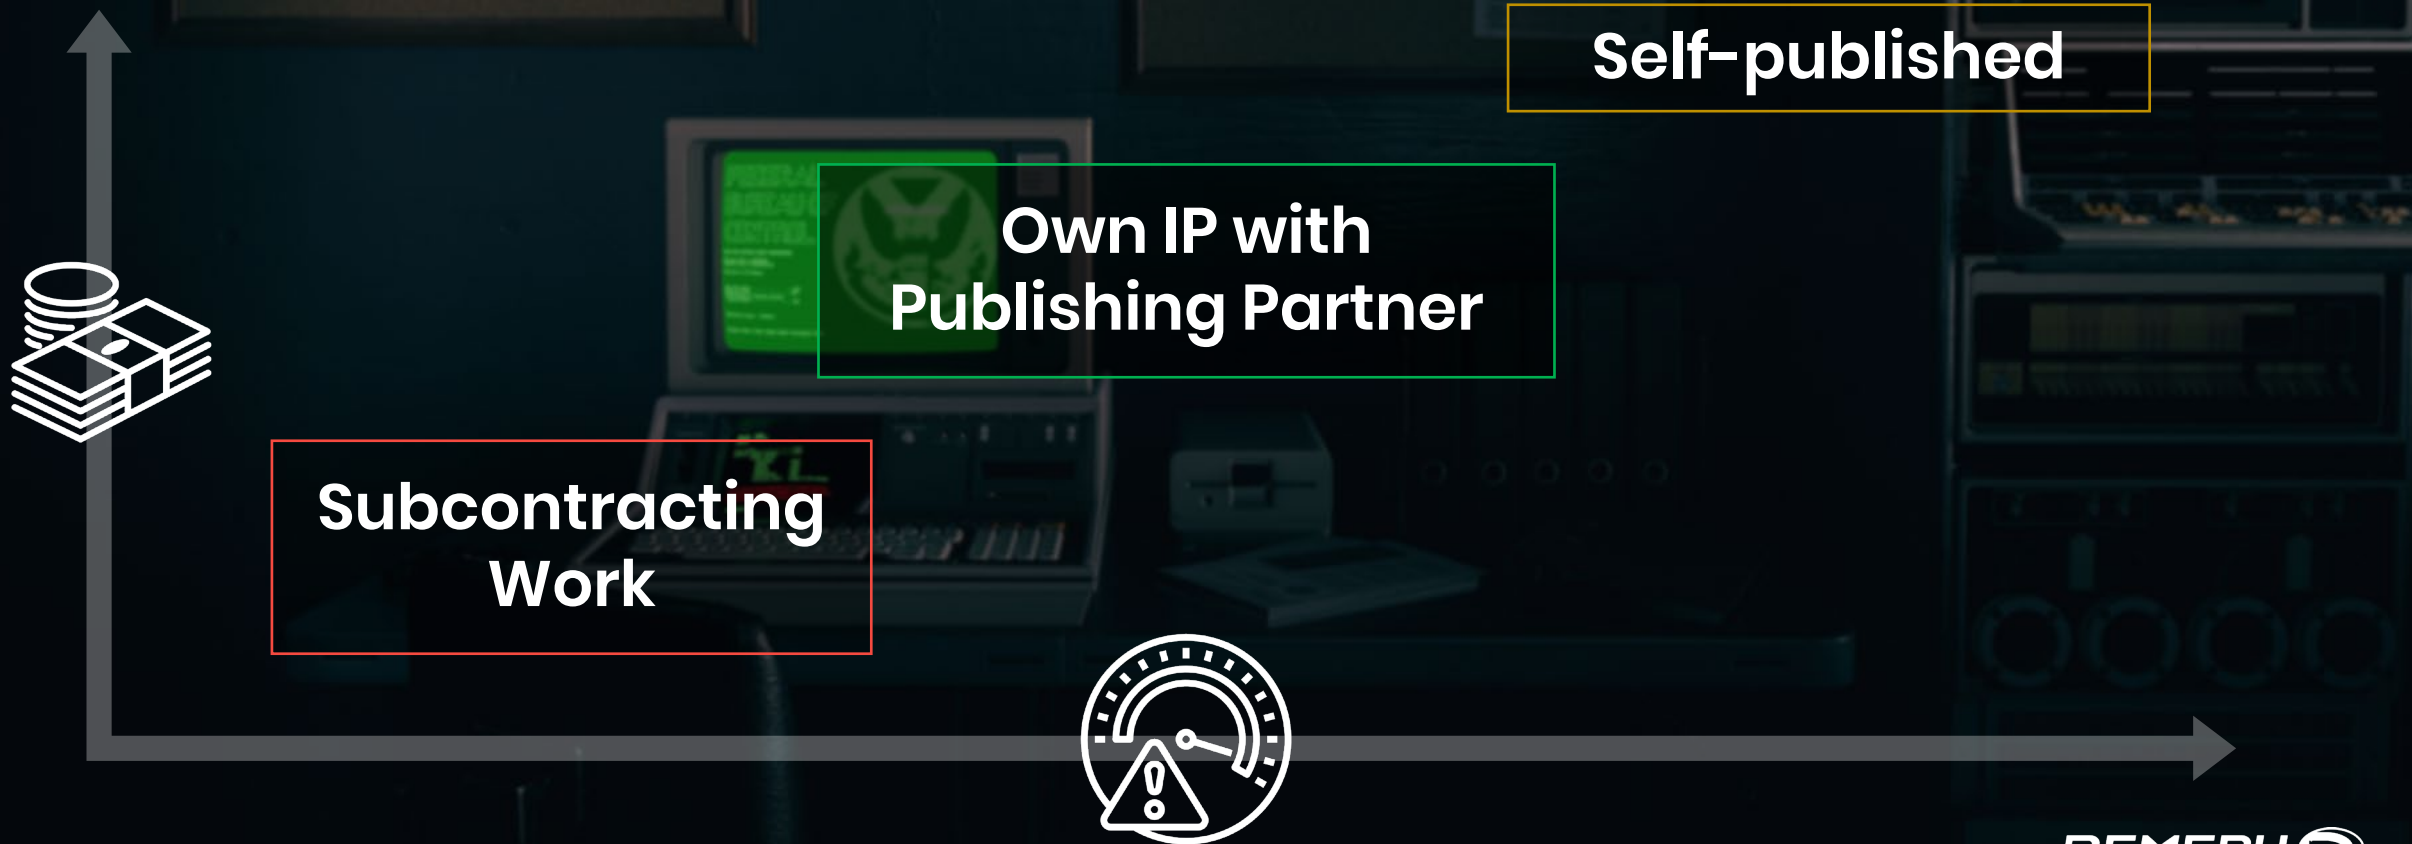 Self-published
Own IP with
Publishing Partner
Subcontracting
Work